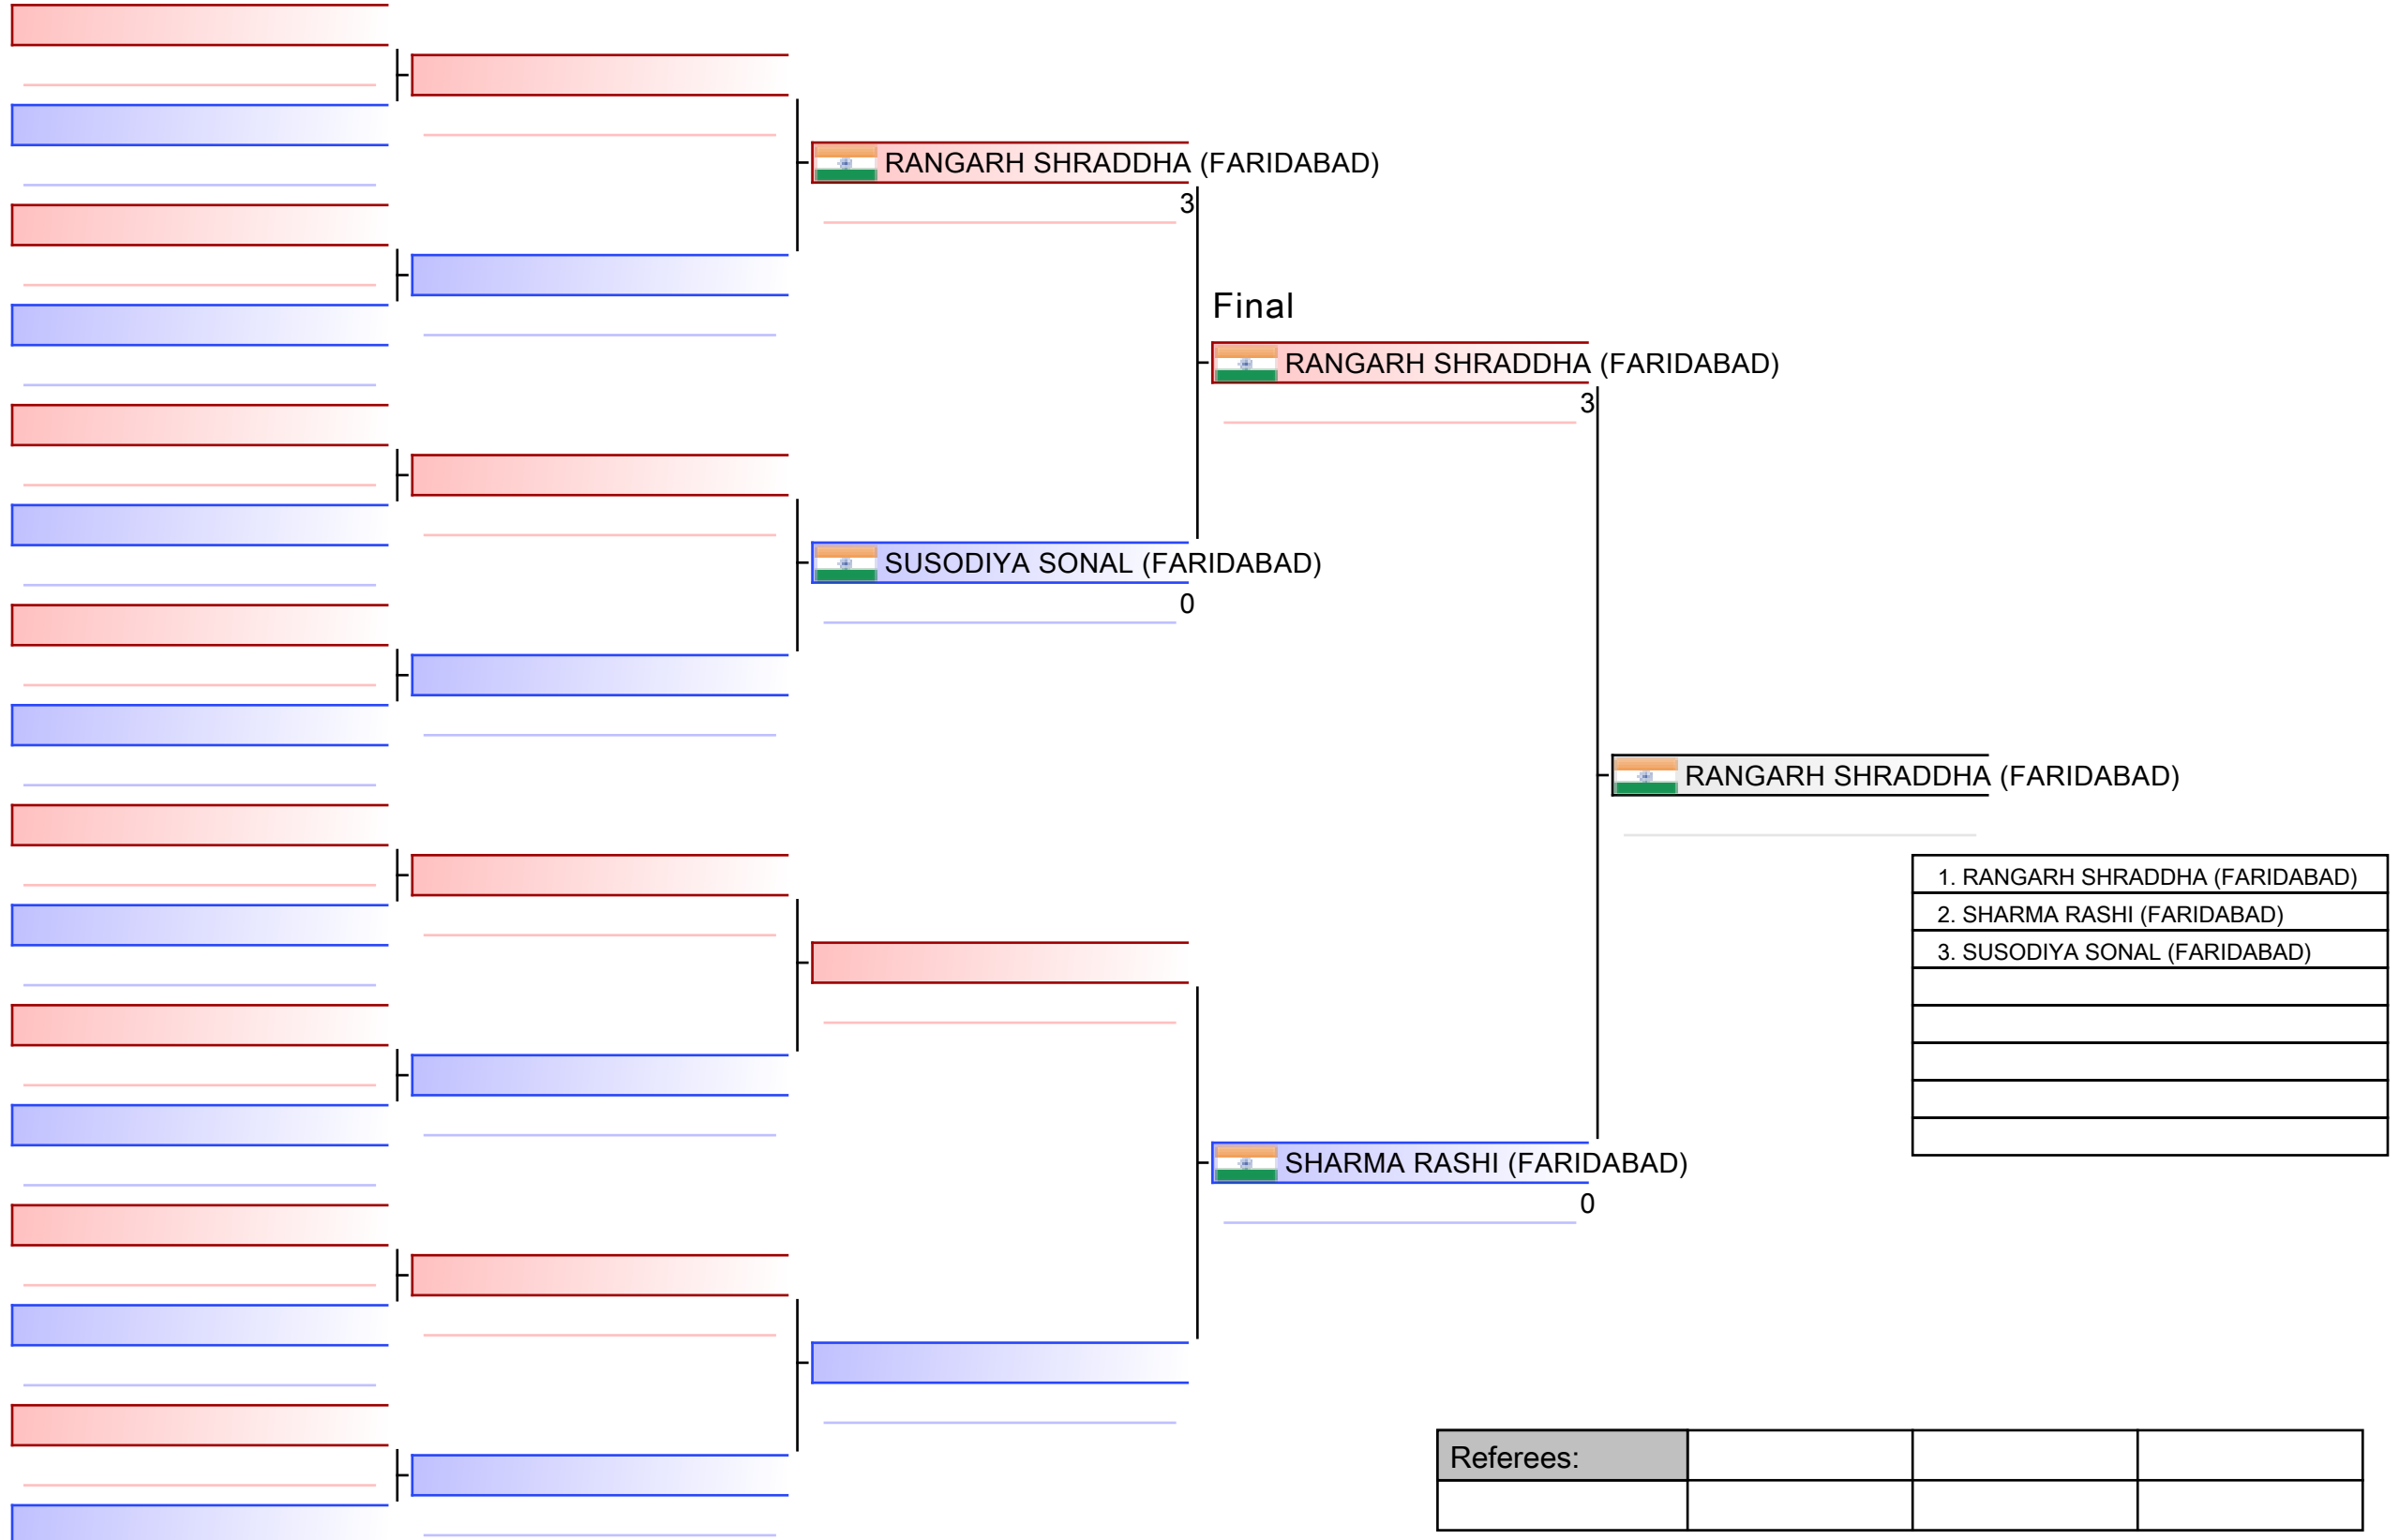 RANGARH SHRADDHA (FARIDABAD)
3
Final
RANGARH SHRADDHA (FARIDABAD)
3
SUSODIYA SONAL (FARIDABAD)
0
RANGARH SHRADDHA (FARIDABAD)
1. RANGARH SHRADDHA (FARIDABAD)
2. SHARMA RASHI (FARIDABAD)
3. SUSODIYA SONAL (FARIDABAD)
SHARMA RASHI (FARIDABAD)
0
Referees: